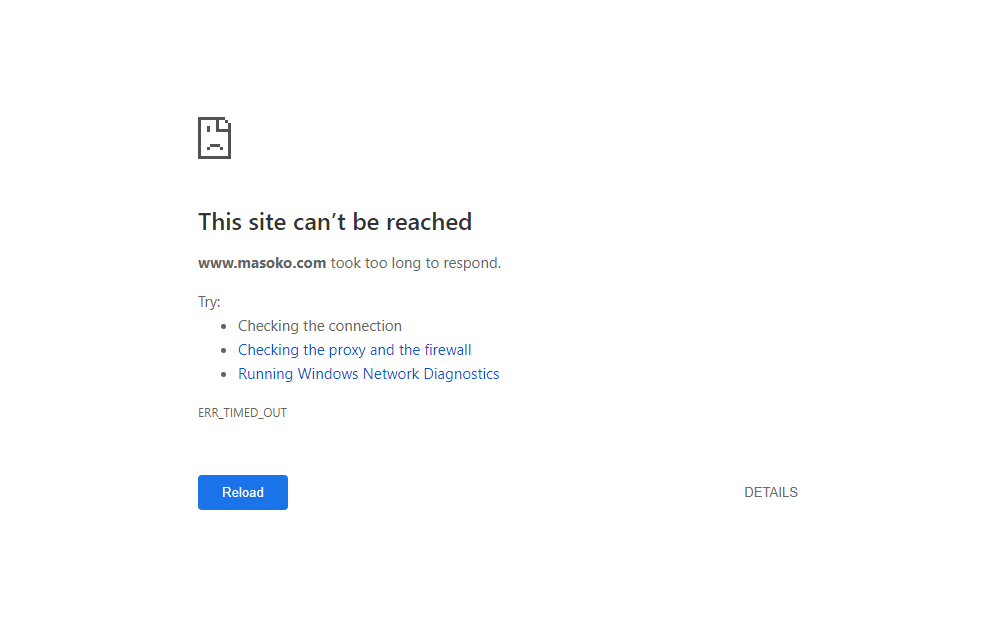 This site can’t be reached
www.masoko.com took too long to respond.
Try:
Checking the connection
Checking the proxy and the firewall
Running Windows Network Diagnostics
ERR_TIMED_OUT
Reload DETAILS